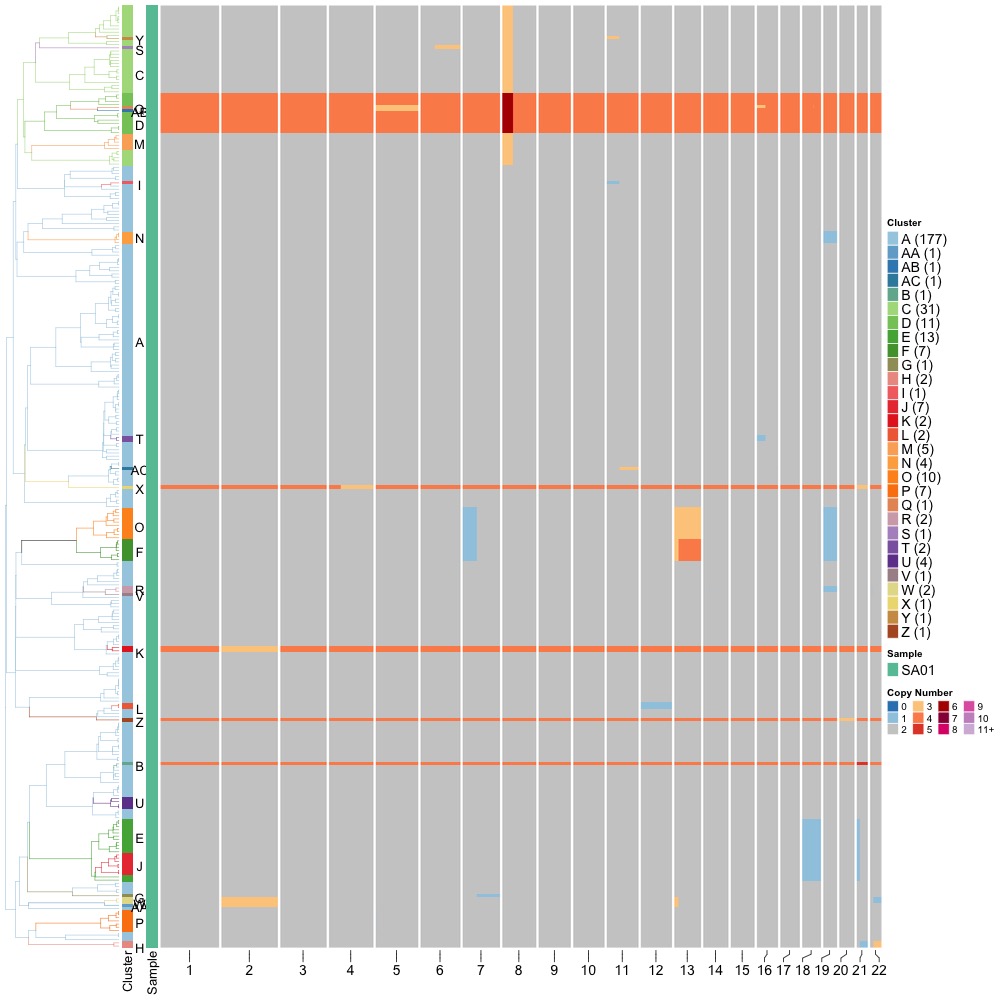 Y
S
C
D
M
I
N
A
T
AC
X
O
F
R
V
K
L
Z
B
U
E
J
G
P
H
Cluster
Sample
1 2 3 4 5 6 7 8 9 10 11 12 13 14 15 16 17 18 19 20 21 22
Cluster
A (177)
AA (1)
AB (1)
AC (1)
B (1)
C (31)
D (11)
E (13)
F (7)
G (1)
H (2)
I (1)
J (7)
K (2)
L (2)
M (5)
N (4)
O (10)
P (7)
Q (1)
R (2)
S (1)
T (2)
U (4)
V (1)
W (2)
X (1)
Y (1)
Z (1)
Sample
SA01
Copy Number
0 3 6 9
1 4 7 10
2 5 8 11+